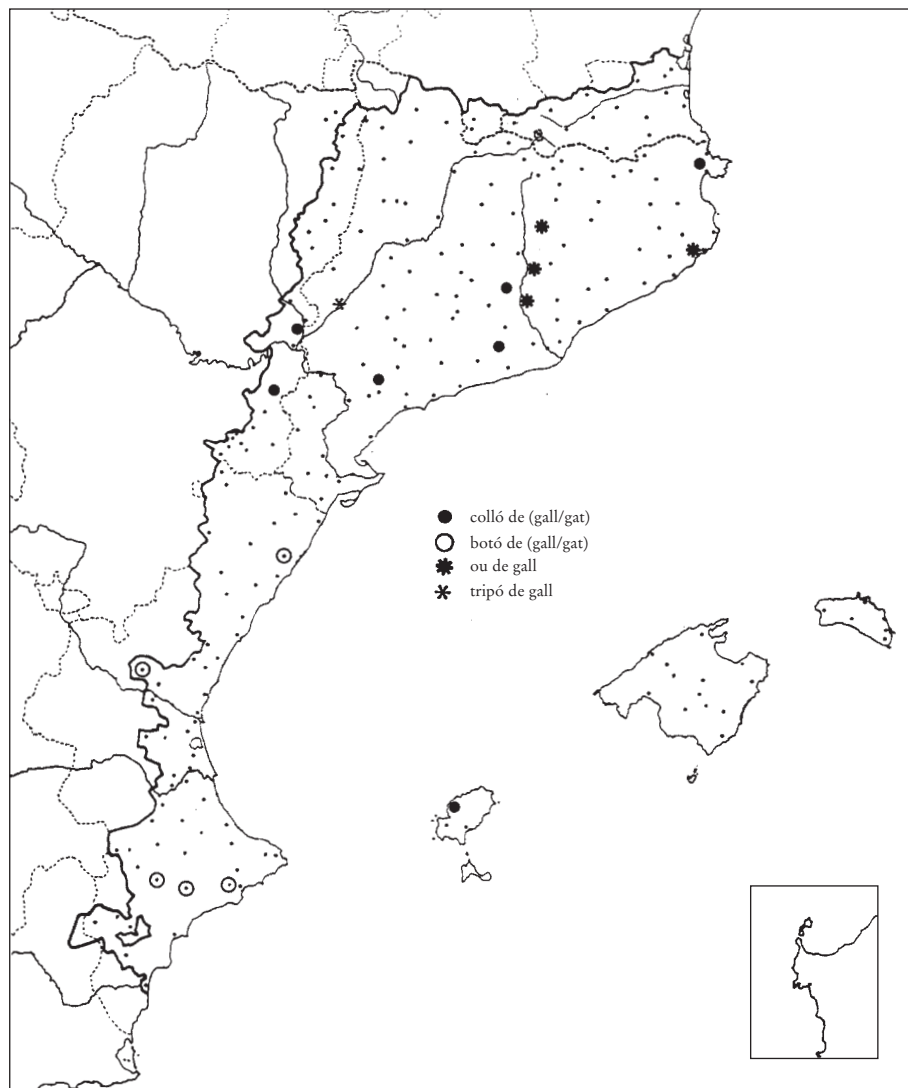 colló de (gall/gat)
botó de (gall/gat)
ou de gall
tripó de gall